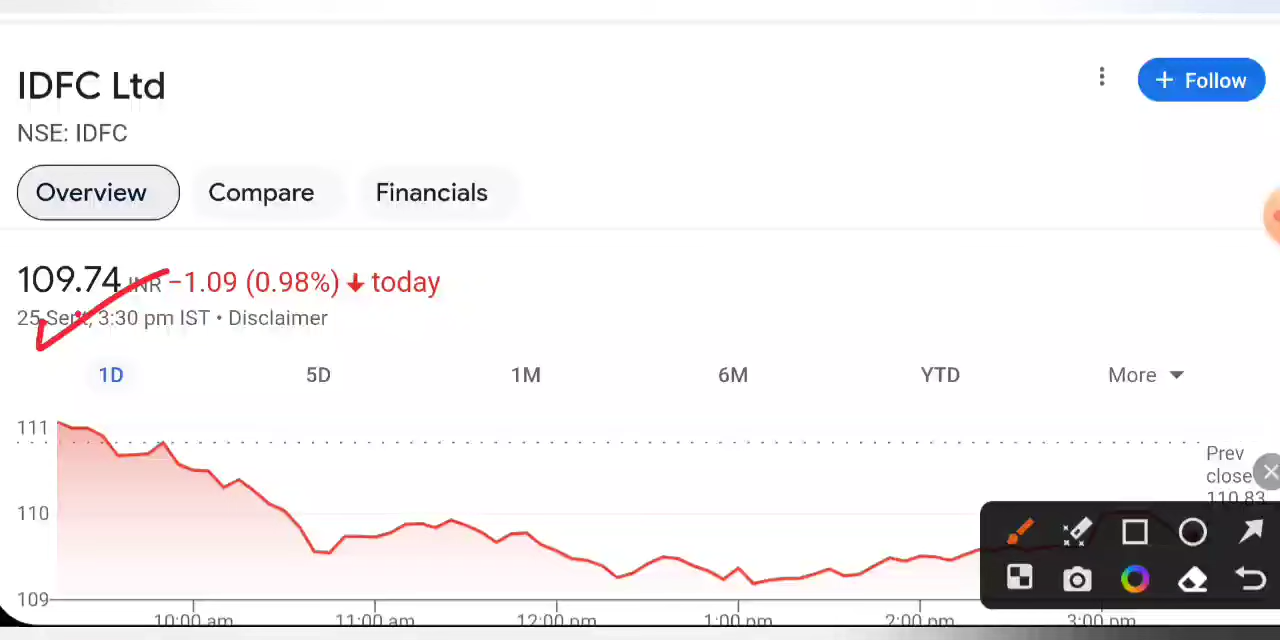 IDFC Ltd
+ Follow
NSE: IDFC
Overview Compare Financials
109.74 INR −1.09 (0.98%) ↓ today
25 Sept, 3:30 pm IST • Disclaimer
1D 5D 1M 6M YTD More
111
Prev
close
110.83
110
109
10:00 am 11:00 am 12:00 pm 1:00 pm 2:00 pm 3:00 pm